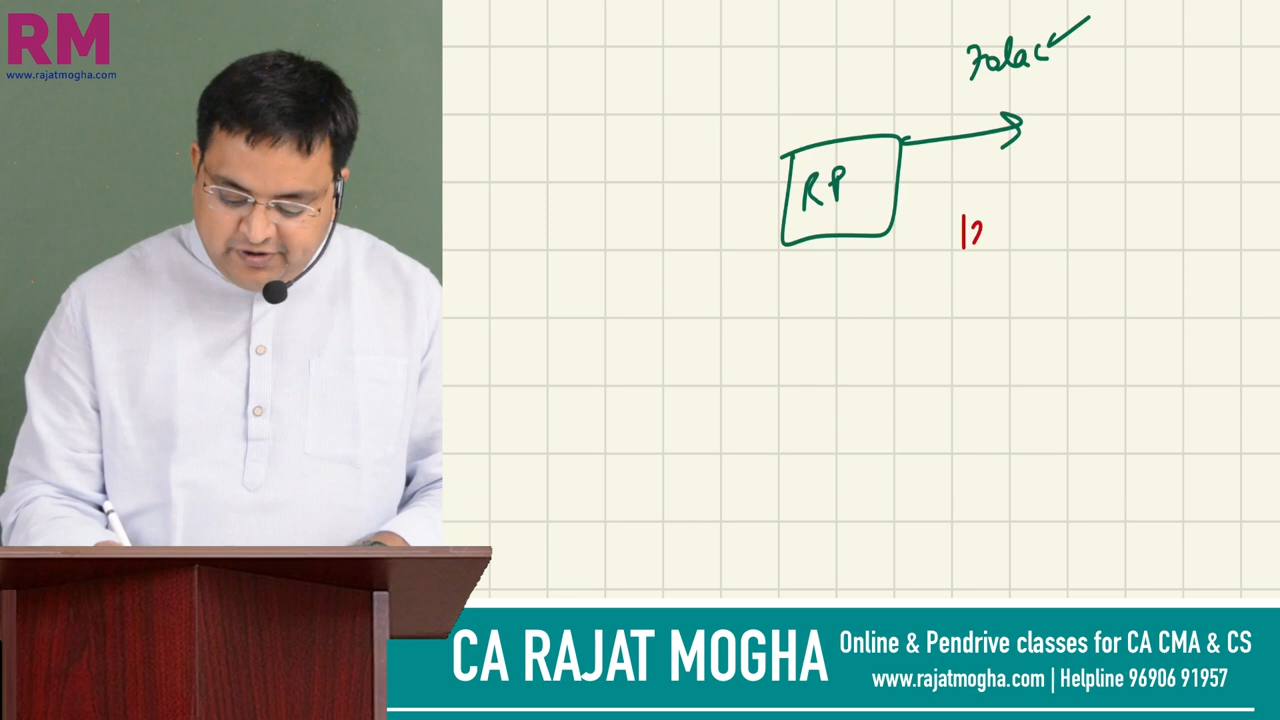 RM
www.rajatmogha.com
RP
CA RAJAT MOGHA
Online & Pendrive classes for CA CMA & CS
www.rajatmogha.com | Helpline 96906 91957